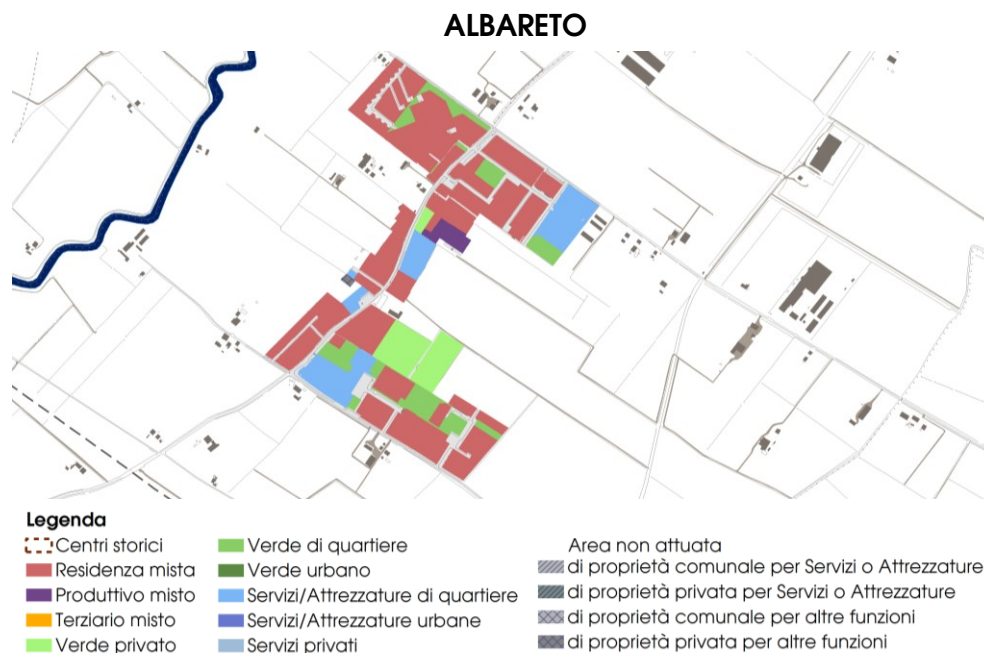 ALBARETO
Legenda
Centri storici
Residenza mista
Produttivo misto
Terziario misto
Verde privato
Verde di quartiere
Verde urbano
Servizi/Attrezzature di quartiere
Servizi/Attrezzature urbane
Servizi privati
Area non attuata
di proprietà comunale per Servizi o Attrezzature
di proprietà privata per Servizi o Attrezzature
di proprietà comunale per altre funzioni
di proprietà privata per altre funzioni